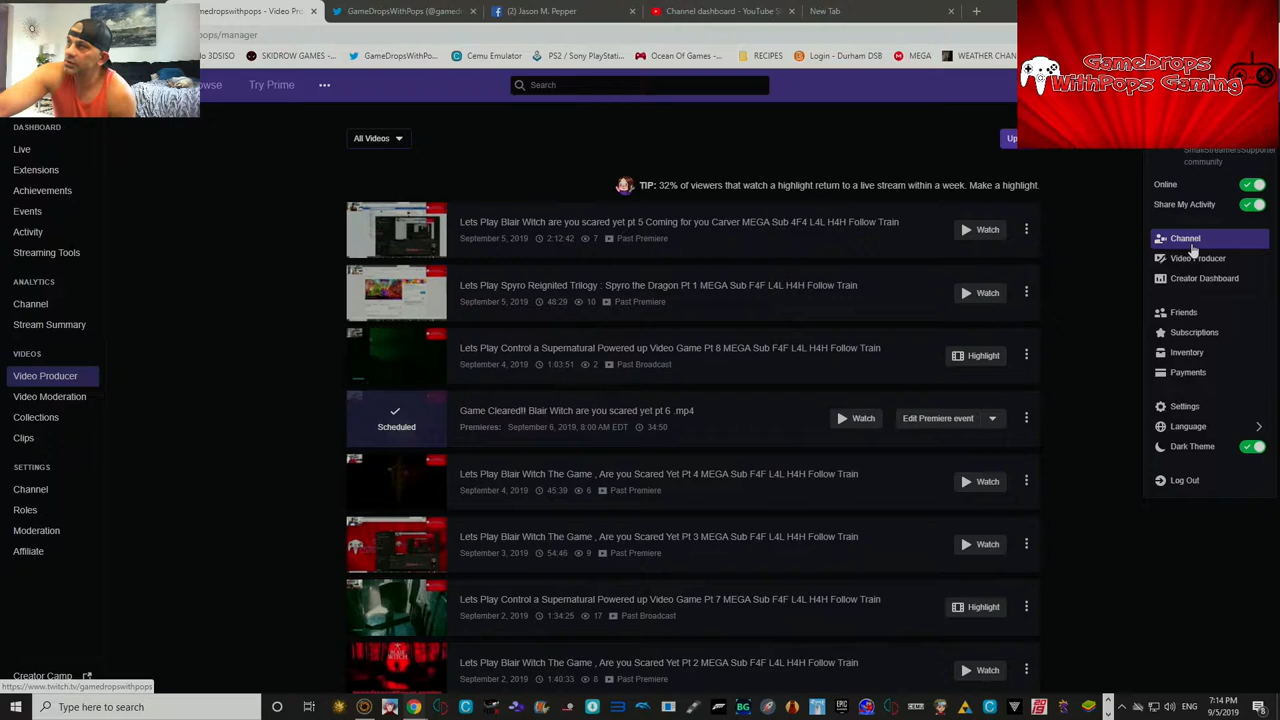 [2] Jason M. Pepper
Channel dashboard - YouTube S
New Tab
/manager
SKIDROW GAMES -
GameDropsWithPops
Cemu Emulator
PS3 Sony PlayStati
Ocean Of Games -
RECIPES
Login - Durham DSB
MEGA
WEATHER CHAN
owse
Try Prime
Search
GameDrops
WithPops Gaming
DASHBOARD
Live
Extensions
Achievements
Events
Activity
Streaming Tools
ANALYTICS
Channel
Stream Summary
VIDEOS
Video Producer
Video Moderation
Collections
Clips
SETTINGS
Channel
Roles
Moderation
Affiliate
Creator Camp
https://www.twitch.tv/gamedropswithpops
All Videos
Up
TIP: 32% of viewers that watch a highlight return to a live stream within a week. Make a highlight.
Lets Play Blair Witch are you scared yet pt 5 Coming for you Carver MEGA Sub 4F4 L4L H4H Follow Train
September 5, 2019 2:12:42 7 Past Premiere
Watch
Lets Play Spyro Reignited Trilogy : Spyro the Dragon Pt 1 MEGA Sub F4F L4L H4H Follow Train
September 5, 2019 48:29 10 Past Premiere
Watch
Lets Play Control a Supernatural Powered up Video Game Pt 8 MEGA Sub F4F L4L H4H Follow Train
September 4, 2019 1:03:51 2 Past Broadcast
Highlight
Scheduled
Game Cleared!! Blair Witch are you scared yet pt 6 .mp4
Premieres: September 6, 2019, 8:00 AM EDT 34:50
Watch
Edit Premiere event
Lets Play Blair Witch The Game , Are you Scared Yet Pt 4 MEGA Sub F4F L4L H4H Follow Train
September 4, 2019 45:39 6 Past Premiere
Watch
Lets Play Blair Witch The Game , Are you Scared Yet Pt 3 MEGA Sub F4F L4L H4H Follow Train
September 3, 2019 54:46 9 Past Premiere
Watch
Lets Play Control a Supernatural Powered up Video Game Pt 7 MEGA Sub F4F L4L H4H Follow Train
September 2, 2019 1:34:25 17 Past Broadcast
Highlight
BLAIR WITCH
Lets Play Blair Witch The Game , Are you Scared Yet Pt 2 MEGA Sub F4F L4L H4H Follow Train
September 2, 2019 1:40:33 8 Past Premiere
Watch
SmallStreamersSupporter
community
Online
Share My Activity
Channel
Video Producer
Creator Dashboard
Friends
Subscriptions
Inventory
Payments
Settings
Language
Dark Theme
Log Out
Type here to search
7:14 PM
9/5/2019